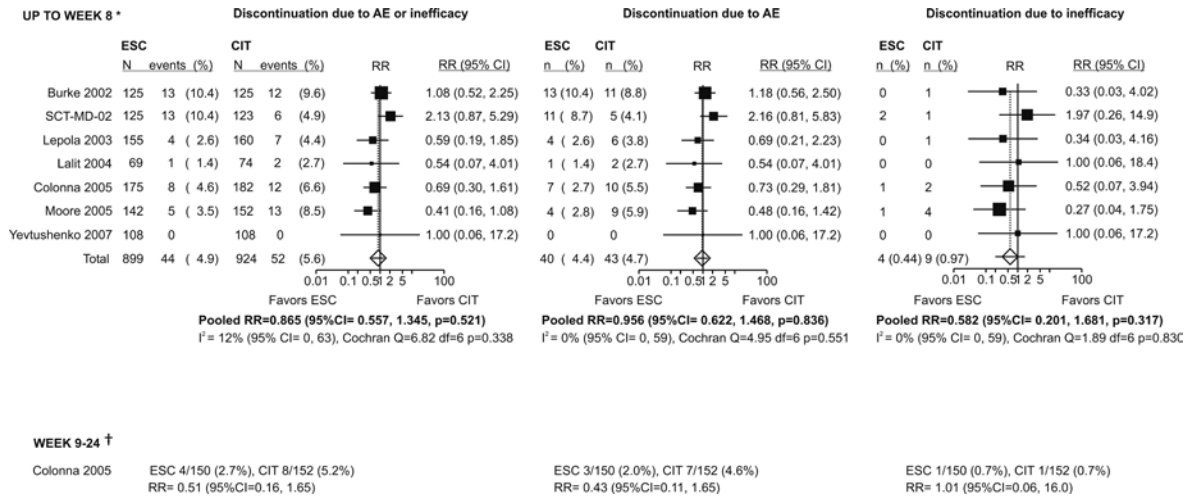 UP TO WEEK 8 * Discontinuation due to AE or inefficacy Discontinuation due to AE Discontinuation due to inefficacy
ESC CIT ESC CIT ESC CIT
N events (%) N events (%) RR RR (95% CI) n (%) n (%) RR RR (95% CI) n (%) n (%) RR RR (95% CI)
Burke 2002 125 13 (10.4) 125 12 (9.6) 1.08 (0.52, 2.25) 13 (10.4) 11 (8.8) 1.18 (0.56, 2.50) 0 1 0.33 (0.03, 4.02)
SCT-MD-02 125 13 (10.4) 123 6 (4.9) 2.13 (0.87, 5.29) 11 ( 8.7) 5 (4.1) 2.16 (0.81, 5.83) 2 1 1.97 (0.26, 14.9)
Lepola 2003 155 4 ( 2.6) 160 7 (4.4) 0.59 (0.19, 1.85) 4 ( 2.6) 6 (3.8) 0.69 (0.21, 2.23) 0 1 0.34 (0.03, 4.16)
Lalit 2004 69 1 ( 1.4) 74 2 (2.7) 0.54 (0.07, 4.01) 1 ( 1.4) 2 (2.7) 0.54 (0.07, 4.01) 0 0 1.00 (0.06, 18.4)
Colonna 2005 175 8 ( 4.6) 182 12 (6.6) 0.69 (0.30, 1.61) 7 ( 2.7) 10 (5.5) 0.73 (0.29, 1.81) 1 2 0.52 (0.07, 3.94)
Moore 2005 142 5 ( 3.5) 152 13 (8.5) 0.41 (0.16, 1.08) 4 ( 2.8) 9 (5.9) 0.48 (0.16, 1.42) 1 4 0.27 (0.04, 1.75)
Yevtushenko 2007 108 0 108 0 1.00 (0.06, 17.2) 0 0 1.00 (0.06, 17.2) 0 0 1.00 (0.06, 17.2)
Total 899 44 ( 4.9) 924 52 (5.6) 40 ( 4.4) 43 (4.7) 4 (0.44) 9 (0.97)
0.1 0.51 2 5 100 0.1 0.51 2 5 100 0.1 0.5 1 2 5 100
Favors ESC Favors CIT Favors ESC Favors CIT Favors ESC Favors CIT
Pooled RR=0.865 (95%CI= 0.557, 1.345, p=0.521) Pooled RR=0.956 (95%CI= 0.622, 1.468, p=0.836) Pooled RR=0.582 (95%CI= 0.201, 1.681, p=0.317)
I² = 12% (95% CI= 0, 63), Cochran Q=6.82 df=6 p=0.338 I² = 0% (95% CI= 0, 59), Cochran Q=4.95 df=6 p=0.551 I² = 0% (95% CI= 0, 59), Cochran Q=1.89 df=6 p=0.830
WEEK 9-24 †
Colonna 2005 ESC 4/150 (2.7%), CIT 8/152 (5.2%) ESC 3/150 (2.0%), CIT 7/152 (4.6%) ESC 1/150 (0.7%), CIT 1/152 (0.7%)
RR= 0.51 (95%CI=0.16, 1.65) RR= 0.43 (95%CI=0.11, 1.65) RR= 1.01 (95%CI=0.06, 16.0)